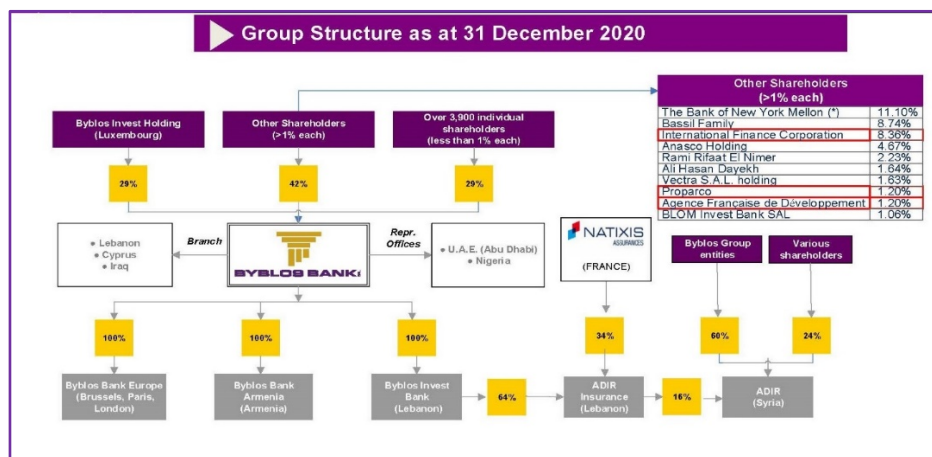 Group Structure as at 31 December 2020
Other Shareholders
(>1% each)
The Bank of New York Mellon (*) 11.10%
Bassil Family 8.74%
International Finance Corporation 8.36%
Anasco Holding 4.67%
Rami Rifaat El Nimer 2.23%
Ali Hasan Dayekh 1.64%
Vectra S.A.L. holding 1.63%
Proparco 1.20%
Agence Française de Développement 1.20%
BLOM Invest Bank SAL 1.06%
Byblos Invest Holding
(Luxembourg)
Other Shareholders
(>1% each)
Over 3,900 individual
shareholders
(less than 1% each)
29%
42%
29%
• Lebanon
• Cyprus
• Iraq
Branch
BYBLOS BANK
Repr.
Offices
• U.A.E. (Abu Dhabi)
• Nigeria
NATIXIS
ASSURANCES
(FRANCE)
Byblos Group
entities
Various
shareholders
100%
100%
100%
34%
60%
24%
Byblos Bank Europe
(Brussels, Paris,
London)
Byblos Bank
Armenia
(Armenia)
Byblos Invest
Bank
(Lebanon)
64%
ADIR
Insurance
(Lebanon)
16%
ADIR
(Syria)